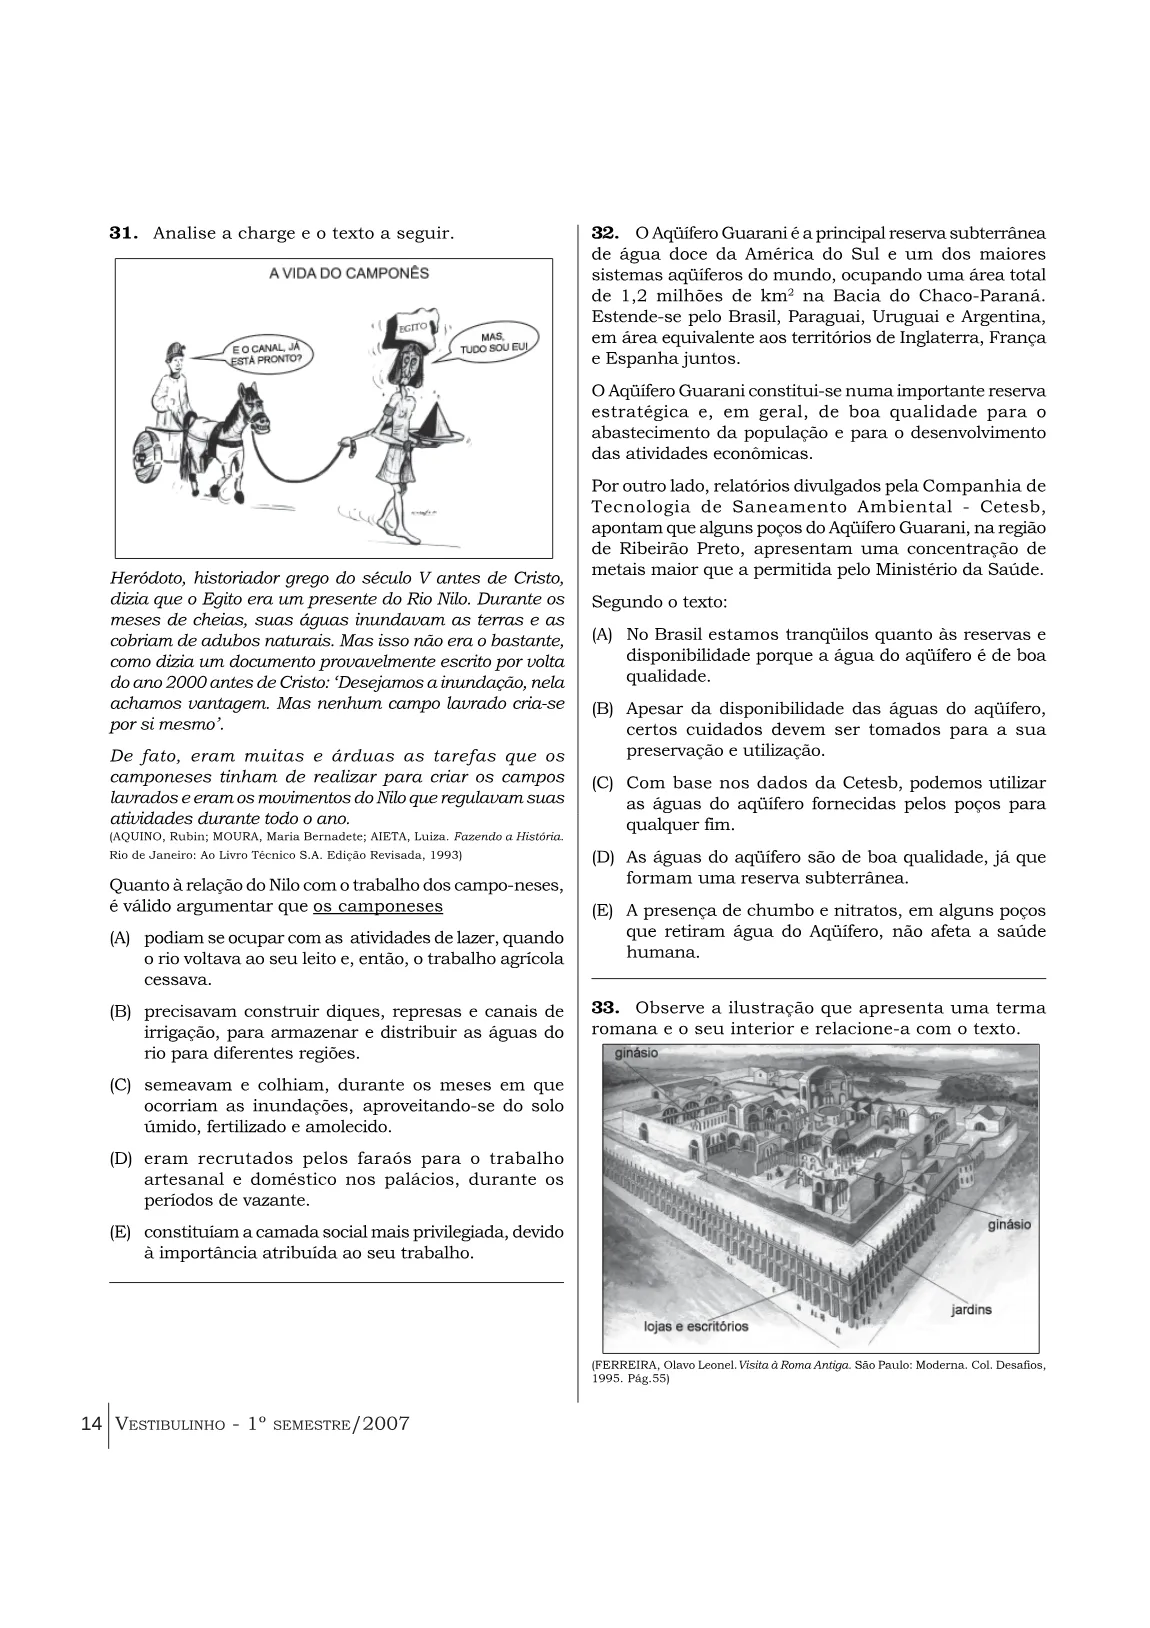 31. Analise a charge e o texto a seguir.
A VIDA DO CAMPONÊS
E O CANAL, JÁ
ESTÁ PRONTO?
EGITO
MAS,
TUDO SOU EU!
Heródoto, historiador grego do século V antes de Cristo,
dizia que o Egito era um presente do Rio Nilo. Durante os
meses de cheias, suas águas inundavam as terras e as
cobriam de adubos naturais. Mas isso não era o bastante,
como dizia um documento provavelmente escrito por volta
do ano 2000 antes de Cristo: ‘Desejamos a inundação, nela
achamos vantagem. Mas nenhum campo lavrado cria-se
por si mesmo’.
De fato, eram muitas e árduas as tarefas que os
camponeses tinham de realizar para criar os campos
lavrados e eram os movimentos do Nilo que regulavam suas
atividades durante todo o ano.
(AQUINO, Rubin; MOURA, Maria Bernadete; AIETA, Luiza. Fazendo a História.
Rio de Janeiro: Ao Livro Técnico S.A. Edição Revisada, 1993)
Quanto à relação do Nilo com o trabalho dos campo-neses,
é válido argumentar que os camponeses
(A) podiam se ocupar com as atividades de lazer, quando
o rio voltava ao seu leito e, então, o trabalho agrícola
cessava.
(B) precisavam construir diques, represas e canais de
irrigação, para armazenar e distribuir as águas do
rio para diferentes regiões.
(C) semeavam e colhiam, durante os meses em que
ocorriam as inundações, aproveitando-se do solo
úmido, fertilizado e amolecido.
(D) eram recrutados pelos faraós para o trabalho
artesanal e doméstico nos palácios, durante os
períodos de vazante.
(E) constituíam a camada social mais privilegiada, devido
à importância atribuída ao seu trabalho.
32. O Aqüífero Guarani é a principal reserva subterrânea
de água doce da América do Sul e um dos maiores
sistemas aqüíferos do mundo, ocupando uma área total
de 1,2 milhões de km² na Bacia do Chaco-Paraná.
Estende-se pelo Brasil, Paraguai, Uruguai e Argentina,
em área equivalente aos territórios de Inglaterra, França
e Espanha juntos.
O Aqüífero Guarani constitui-se numa importante reserva
estratégica e, em geral, de boa qualidade para o
abastecimento da população e para o desenvolvimento
das atividades econômicas.
Por outro lado, relatórios divulgados pela Companhia de
Tecnologia de Saneamento Ambiental - Cetesb,
apontam que alguns poços do Aqüífero Guarani, na região
de Ribeirão Preto, apresentam uma concentração de
metais maior que a permitida pelo Ministério da Saúde.
Segundo o texto:
(A) No Brasil estamos tranqüilos quanto às reservas e
disponibilidade porque a água do aqüífero é de boa
qualidade.
(B) Apesar da disponibilidade das águas do aqüífero,
certos cuidados devem ser tomados para a sua
preservação e utilização.
(C) Com base nos dados da Cetesb, podemos utilizar
as águas do aqüífero fornecidas pelos poços para
qualquer fim.
(D) As águas do aqüífero são de boa qualidade, já que
formam uma reserva subterrânea.
(E) A presença de chumbo e nitratos, em alguns poços
que retiram água do Aqüífero, não afeta a saúde
humana.
33. Observe a ilustração que apresenta uma terma
romana e o seu interior e relacione-a com o texto.
ginásio
ginásio
jardins
lojas e escritórios
(FERREIRA, Olavo Leonel. Visita à Roma Antiga. São Paulo: Moderna. Col. Desafios,
1995. Pág.55)
14 VESTIBULINHO - 1º SEMESTRE/2007